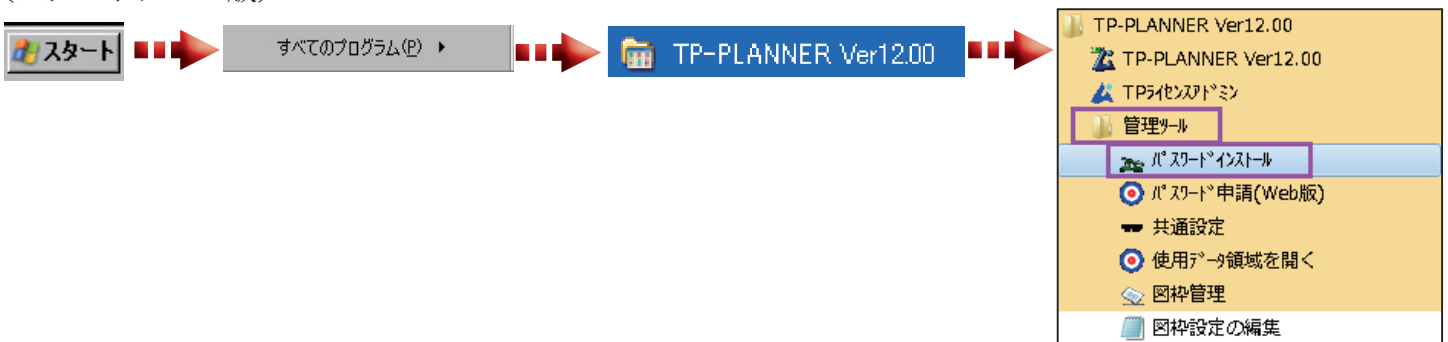 スタート
すべてのプログラム(P)
TP-PLANNER Ver12.00
TP-PLANNER Ver12.00
TP-PLANNER Ver12.00
TPﾗｲｾﾝｽｱﾄﾞﾐﾝ
管理ﾂｰﾙ
ﾊﾟｽﾜｰﾄﾞｲﾝｽﾄｰﾙ
ﾊﾟｽﾜｰﾄﾞ申請(Web版)
共通設定
使用ﾃﾞｰﾀ領域を開く
図枠管理
図枠設定の編集